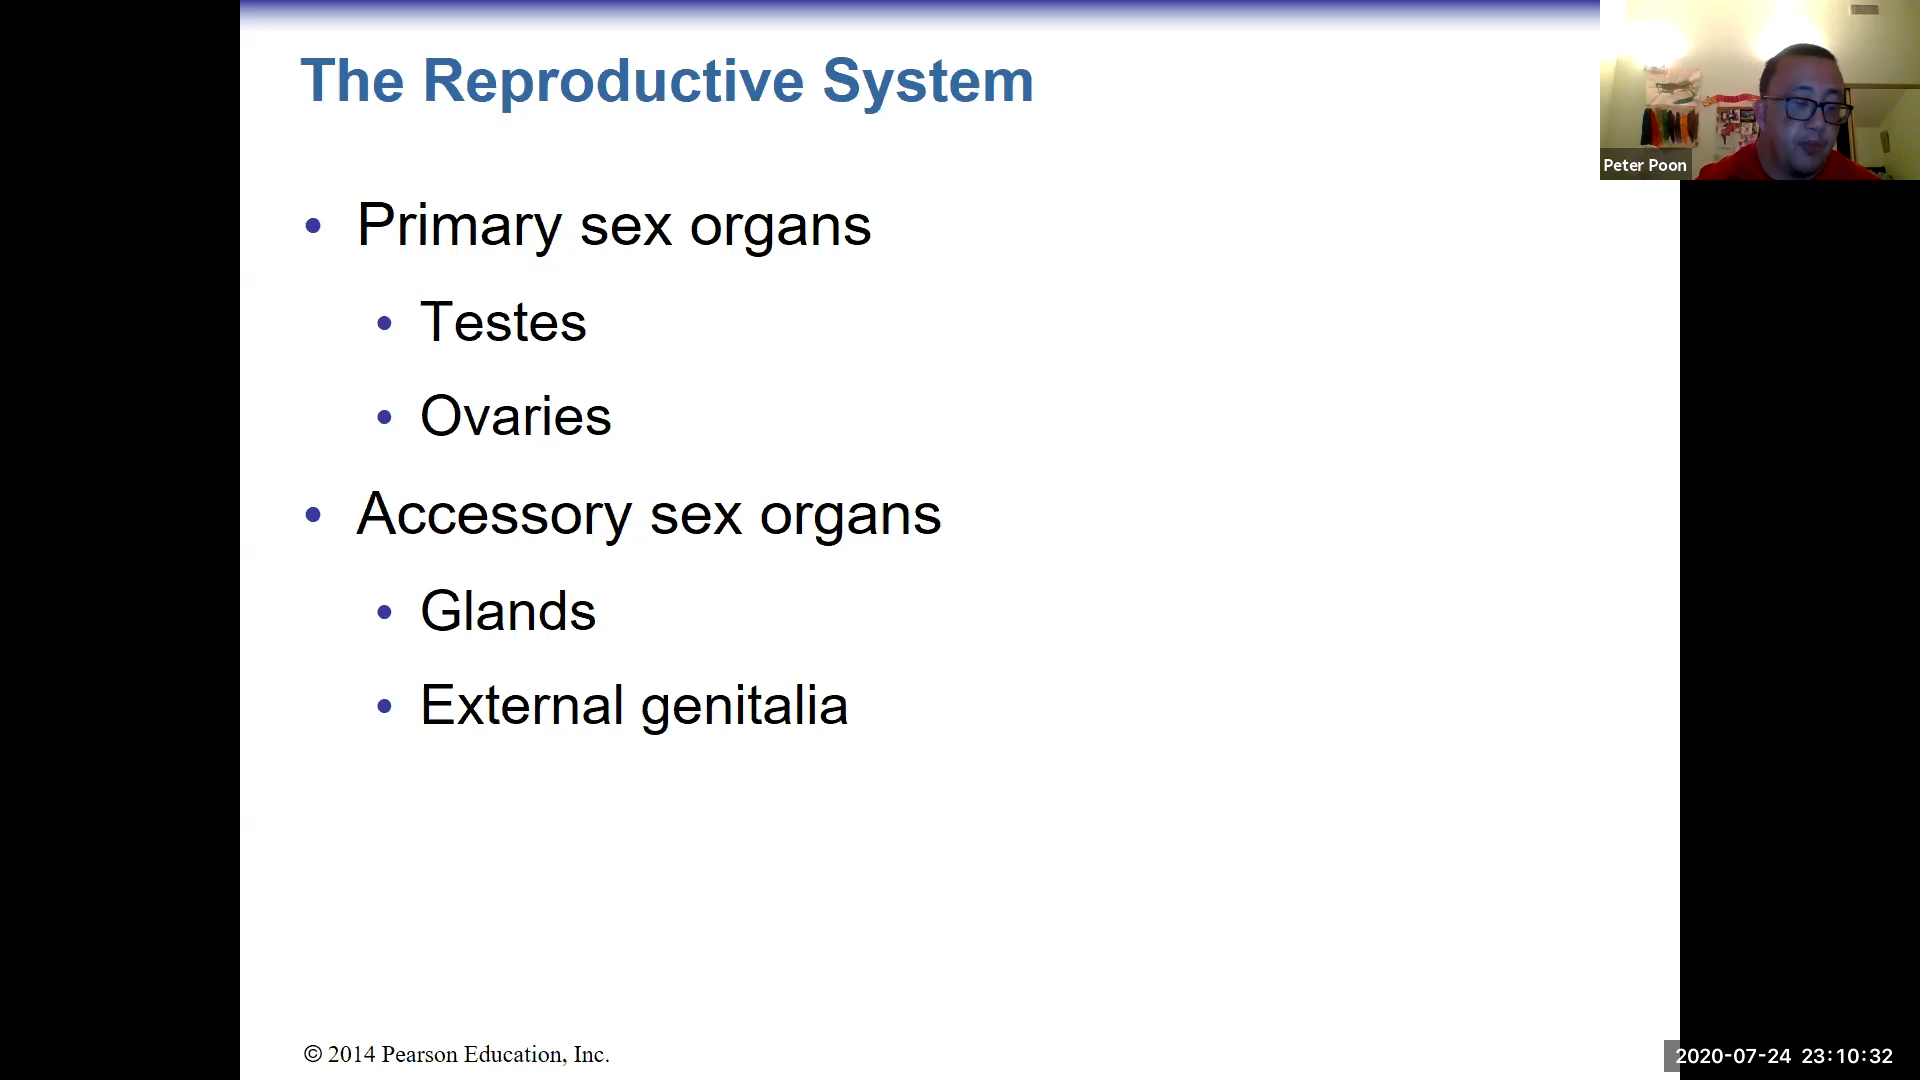 The Reproductive System
Peter Poon
• Primary sex organs
• Testes
• Ovaries
• Accessory sex organs
• Glands
• External genitalia
© 2014 Pearson Education, Inc.
2020-07-24 23:10:32